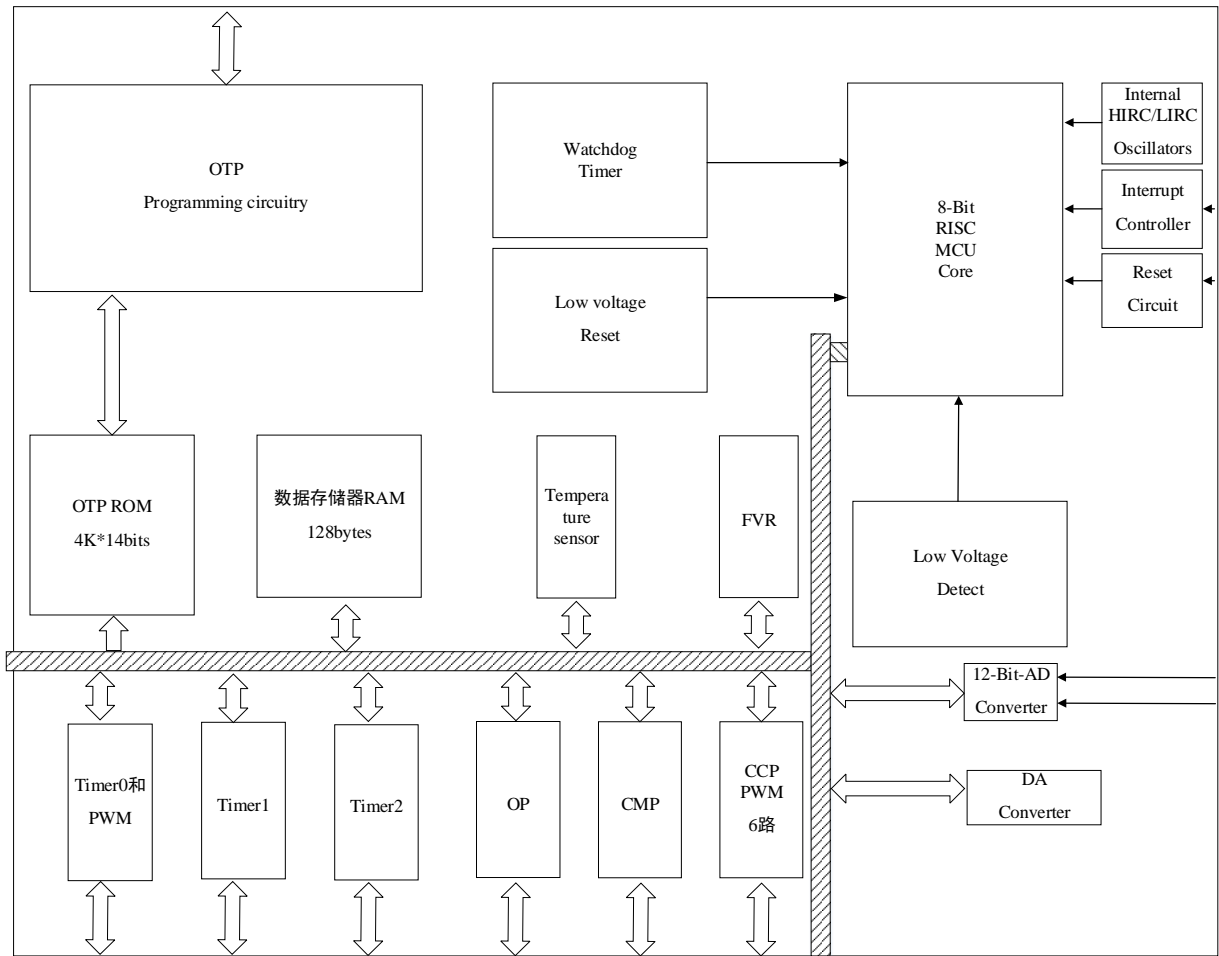 OTP
Programming circuitry
Watchdog
Timer
8-Bit
RISC
MCU
Core
Internal
HIRC/LIRC
Oscillators
Interrupt
Controller
Reset
Circuit
Low voltage
Reset
OTP ROM
4K*14bits
数据存储器RAM
128bytes
Tempera
ture
sensor
FVR
Low Voltage
Detect
12-Bit-AD
Converter
DA
Converter
Timer0和
PWM
Timer1
Timer2
OP
CMP
CCP
PWM
6路